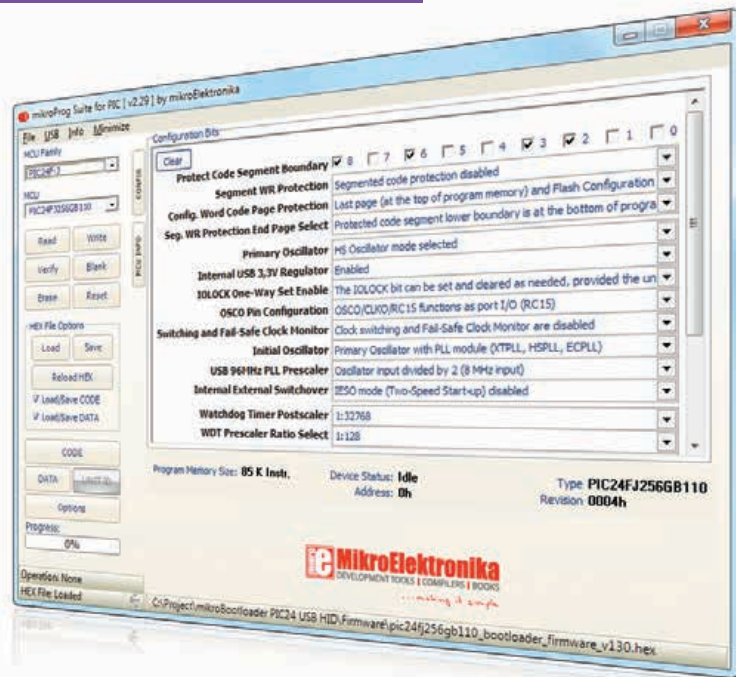 mikroProg Suite for PIC [ v2.29 ] by mikroElektronika
File USB Info Minimize
MCU Family
PIC24F-J
MCU
PIC24FJ256GB110
Read Write
Verify Blank
Erase Reset
HEX File Options
Load Save
Reload HEX
Load/Save CODE
Load/Save DATA
CODE
DATA UNIT ID
Options
Progress:
0%
Operation: None
HEX File: Loaded
CONFIG
MCU INFO
Configuration Bits
Clear
Protect Code Segment Boundary 8 7 6 5 4 3 2 1 0
Segment WR Protection Segmented code protection disabled
Config. Word Code Page Protection Last page (at the top of program memory) and Flash Configuration
Seg. WR Protection End Page Select Protected code segment lower boundary is at the bottom of progra
Primary Oscillator HS Oscillator mode selected
Internal USB 3,3V Regulator Enabled
IOLOCK One-Way Set Enable The IOLOCK bit can be set and cleared as needed, provided the un
OSCO Pin Configuration OSCO/CLKO/RC15 functions as port I/O (RC15)
Switching and Fail-Safe Clock Monitor Clock switching and Fail-Safe Clock Monitor are disabled
Initial Oscillator Primary Oscillator with PLL module (XTPLL, HSPLL, ECPLL)
USB 96MHz PLL Prescaler Oscillator input divided by 2 (8 MHz input)
Internal External Switchover IESO mode (Two-Speed Start-up) disabled
Watchdog Timer Postscaler 1:32768
WDT Prescaler Ratio Select 1:128
Program Memory Size: 85 K Instr.
Device Status: Idle
Address: 0h
Type PIC24FJ256GB110
Revision 0004h
MikroElektronika
DEVELOPMENT TOOLS | COMPILERS | BOOKS
...making it simple
C:\Project\mikroBootloader PIC24 USB HID\Firmware\pic24fj256gb110_bootloader_firmware_v130.hex